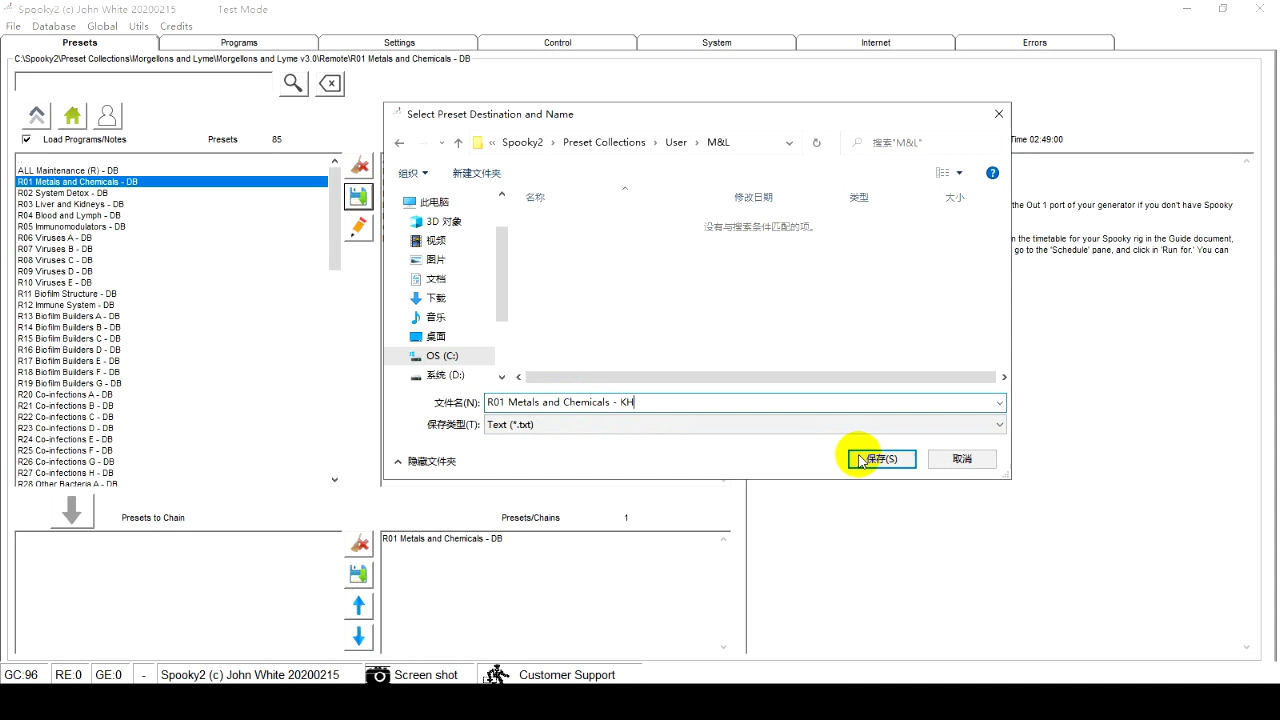 Spooky2 (c) John White 20200215 Test Mode
File Database Global Utils Credits
Presets Programs Settings Control System Internet Errors
C:\Spooky2\Preset Collections\Morgellons and Lyme\Morgellons and Lyme v3.0\Remote\R01 Metals and Chemicals - DB
Select Preset Destination and Name
Load Programs/Notes Presets 85
Time 02:49:00
« Spooky2 › Preset Collections › User › M&L
搜索"M&L"
组织 新建文件夹
名称 修改日期 类型 大小
没有与搜索条件匹配的项。
此电脑
3D 对象
视频
图片
文档
下载
音乐
桌面
OS (C:)
系统 (D:)
文件名(N): R01 Metals and Chemicals - KH
保存类型(T): Text (*.txt)
隐藏文件夹
保存(S) 取消
the Out 1 port of your generator if you don't have Spooky
n the timetable for your Spooky rig in the Guide document,
go to the 'Schedule' pane, and click in 'Run for.' You can
ALL Maintenance (R) - DB
R01 Metals and Chemicals - DB
R02 System Detox - DB
R03 Liver and Kidneys - DB
R04 Blood and Lymph - DB
R05 Immunomodulators - DB
R06 Viruses A - DB
R07 Viruses B - DB
R08 Viruses C - DB
R09 Viruses D - DB
R10 Viruses E - DB
R11 Biofilm Structure - DB
R12 Immune System - DB
R13 Biofilm Builders A - DB
R14 Biofilm Builders B - DB
R15 Biofilm Builders C - DB
R16 Biofilm Builders D - DB
R17 Biofilm Builders E - DB
R18 Biofilm Builders F - DB
R19 Biofilm Builders G - DB
R20 Co-infections A - DB
R21 Co-infections B - DB
R22 Co-infections C - DB
R23 Co-infections D - DB
R24 Co-infections E - DB
R25 Co-infections F - DB
R26 Co-infections G - DB
R27 Co-infections H - DB
R28 Other Bacteria A - DB
Presets to Chain Presets/Chains 1
R01 Metals and Chemicals - DB
GC:96 RE:0 GE:0 - Spooky2 (c) John White 20200215 Screen shot Customer Support